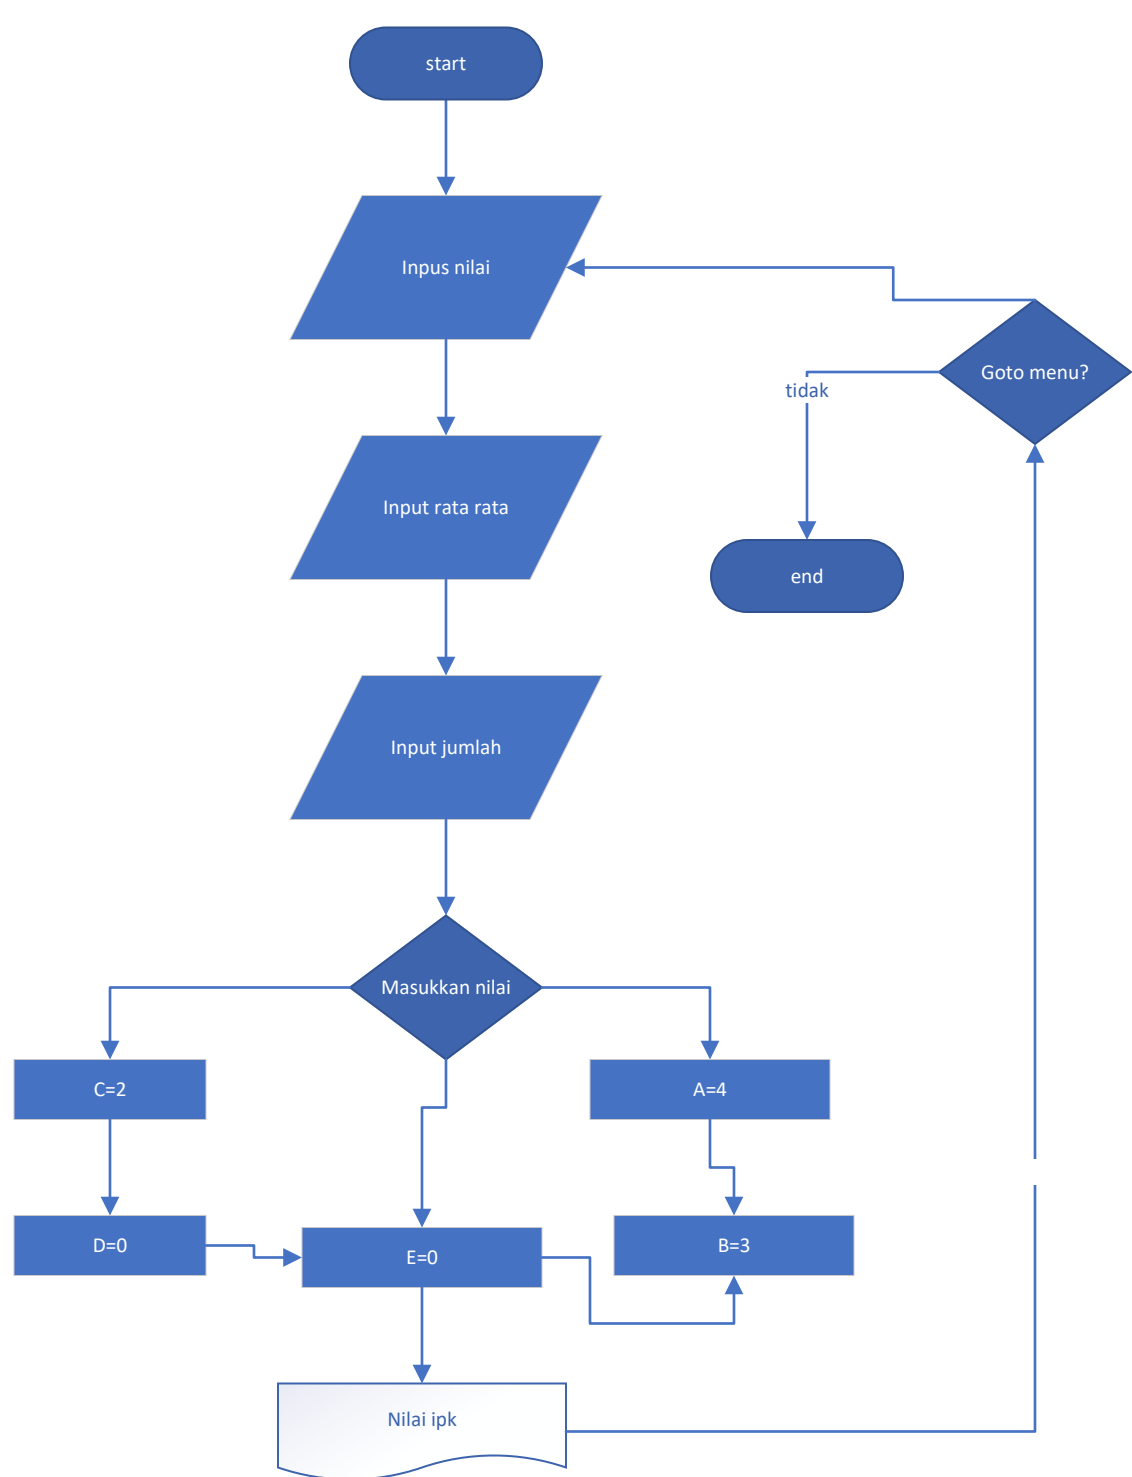 start
Inpus nilai
Goto menu?
tidak
Input rata rata
end
Input jumlah
Masukkan nilai
C=2
A=4
D=0
E=0
B=3
Nilai ipk